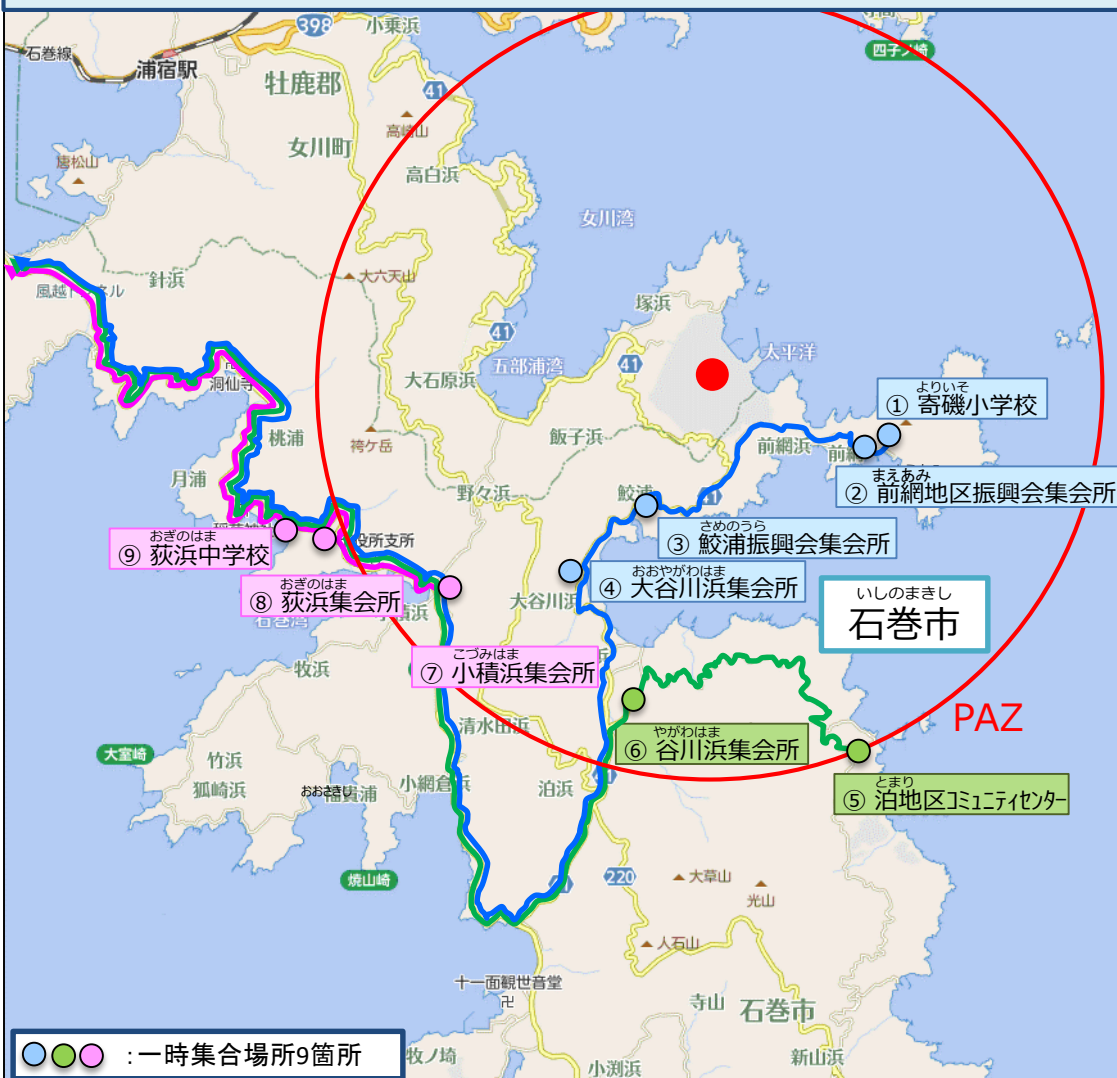 398
小乗浜
石巻線
浦宿駅
四子ノ崎
牡鹿郡
41
高崎山
女川町
唐松山
高白浜
女川湾
針浜
大六天山
塚浜
41
五部浦湾
太平洋
41
洞仙寺
大石原浜
よりいそ
① 寄磯小学校
桃浦
袴ケ岳
飯子浜
前網浜
まえあみ
② 前網地区振興会集会所
月浦
野々浜
鮫浦
41
さめのうら
③ 鮫浦振興会集会所
おぎのはま
⑨ 荻浜中学校
役所支所
おおやがわはま
④ 大谷川浜集会所
おぎのはま
⑧ 荻浜集会所
大谷川浜
いしのまきし
石巻市
石巻湾
こづみはま
⑦ 小積浜集会所
牧浜
PAZ
清水田浜
やがわはま
⑥ 谷川浜集会所
大室崎
竹浜
狐崎浜
おおさきじ
小網倉浜
泊浜
とまり
⑤ 泊地区コミュニティセンター
焼山崎
220
大草山
光山
人石山
十一面観世音堂
卍
寺山
石巻市
:一時集合場所9箇所
牧ノ崎
小渕浜
新山浜